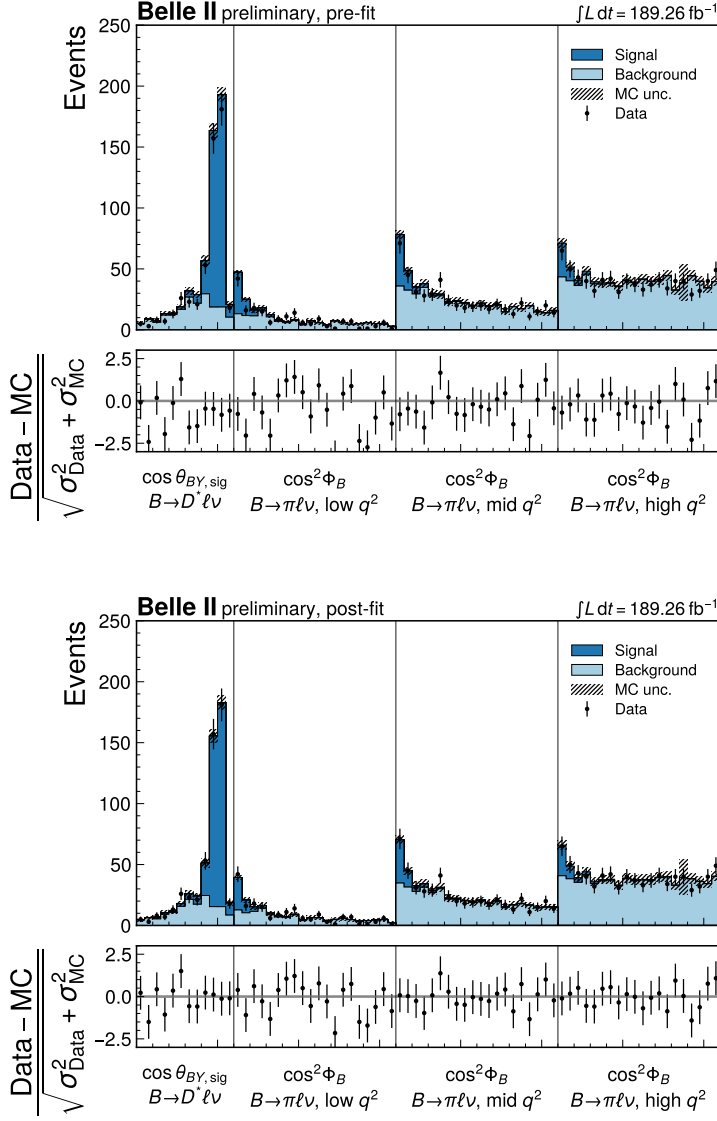 Belle II preliminary, pre-fit ∫L dt = 189.26 fb⁻¹
Events
250
200
150
100
50
0
Signal
Background
MC unc.
Data
Data − MC
√σ²Data + σ²MC
2.5
0.0
−2.5
cos θBY, sig
B→D*ℓν
cos²ΦB
B→πℓν, low q²
cos²ΦB
B→πℓν, mid q²
cos²ΦB
B→πℓν, high q²
Belle II preliminary, post-fit ∫L dt = 189.26 fb⁻¹
Events
250
200
150
100
50
0
Signal
Background
MC unc.
Data
Data − MC
√σ²Data + σ²MC
2.5
0.0
−2.5
cos θBY, sig
B→D*ℓν
cos²ΦB
B→πℓν, low q²
cos²ΦB
B→πℓν, mid q²
cos²ΦB
B→πℓν, high q²